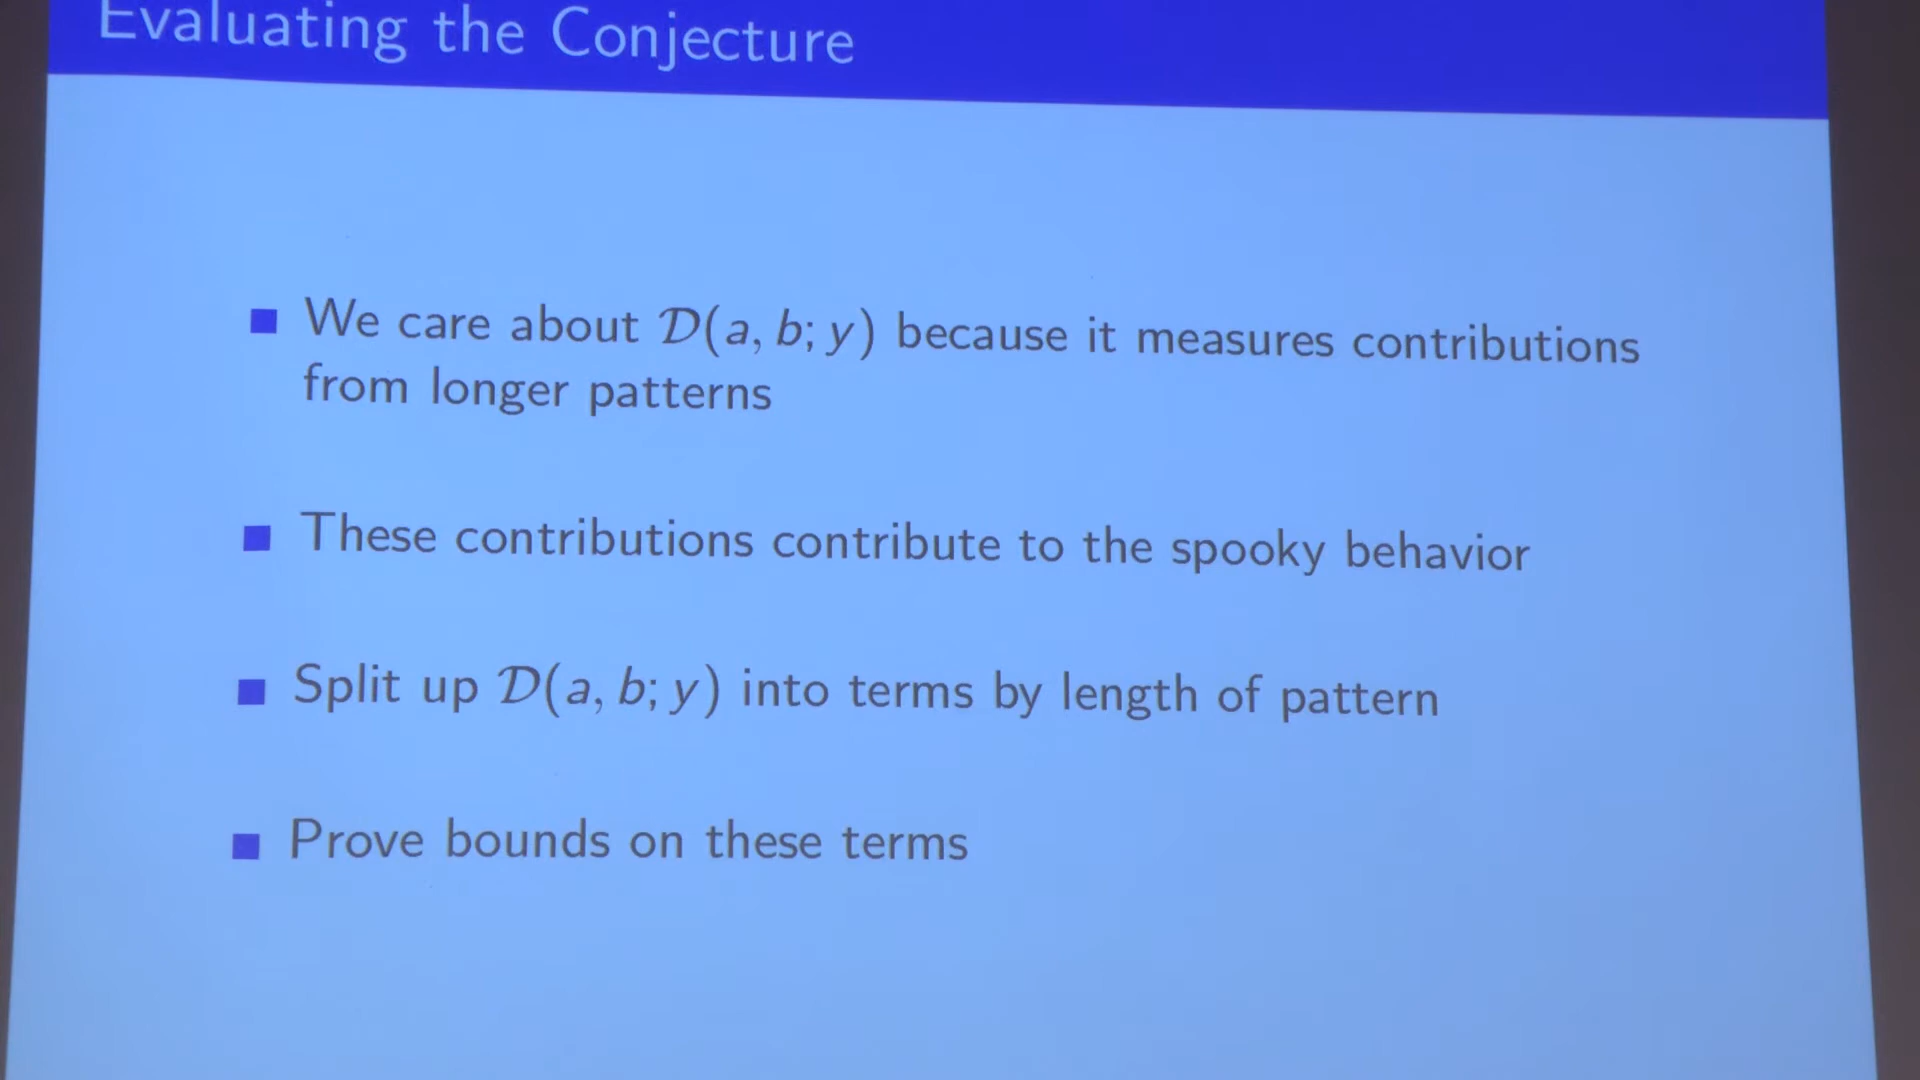 Evaluating the Conjecture
We care about 𝒟(a, b; y) because it measures contributions
from longer patterns
These contributions contribute to the spooky behavior
Split up 𝒟(a, b; y) into terms by length of pattern
Prove bounds on these terms